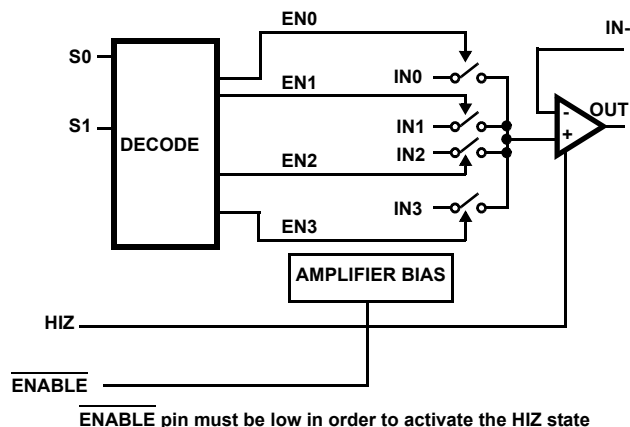 EN0
IN-
S0
IN0
EN1
OUT
-
+
S1
IN1
DECODE
IN2
EN2
IN3
EN3
AMPLIFIER BIAS
HIZ
ENABLE
ENABLE pin must be low in order to activate the HIZ state